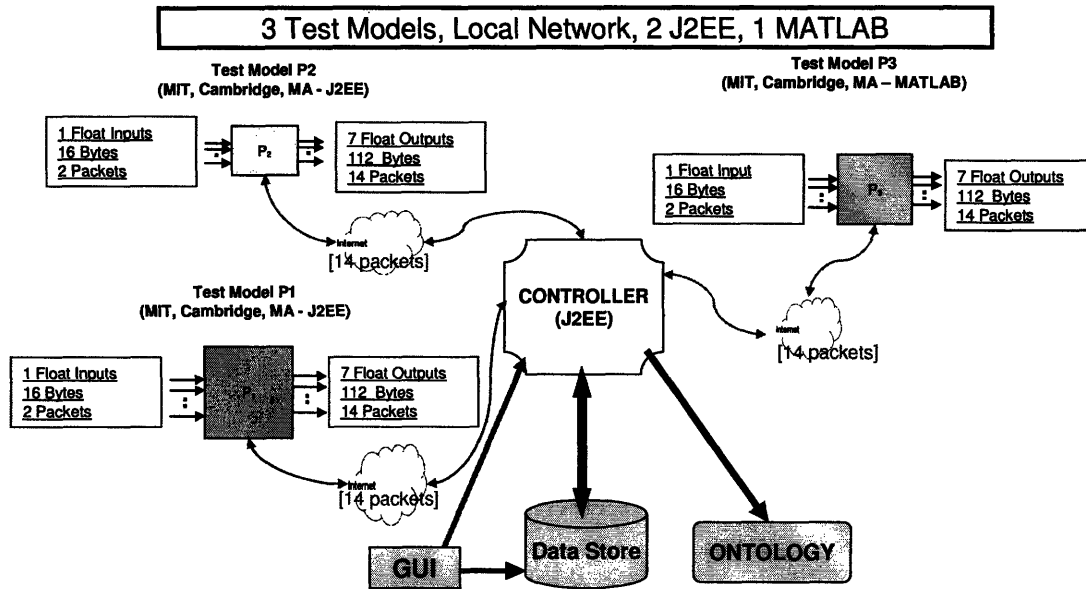 3 Test Models, Local Network, 2 J2EE, 1 MATLAB
Test Model P2
(MIT, Cambridge, MA - J2EE)
1 Float Inputs
16 Bytes
2 Packets
P2
7 Float Outputs
112 Bytes
14 Packets
Internet
[14 packets]
Test Model P3
(MIT, Cambridge, MA – MATLAB)
1 Float Input
16 Bytes
2 Packets
P3
7 Float Outputs
112 Bytes
14 Packets
Internet
[14 packets]
CONTROLLER
(J2EE)
Test Model P1
(MIT, Cambridge, MA - J2EE)
1 Float Inputs
16 Bytes
2 Packets
7 Float Outputs
112 Bytes
14 Packets
Internet
[14 packets]
GUI
Data Store
ONTOLOGY